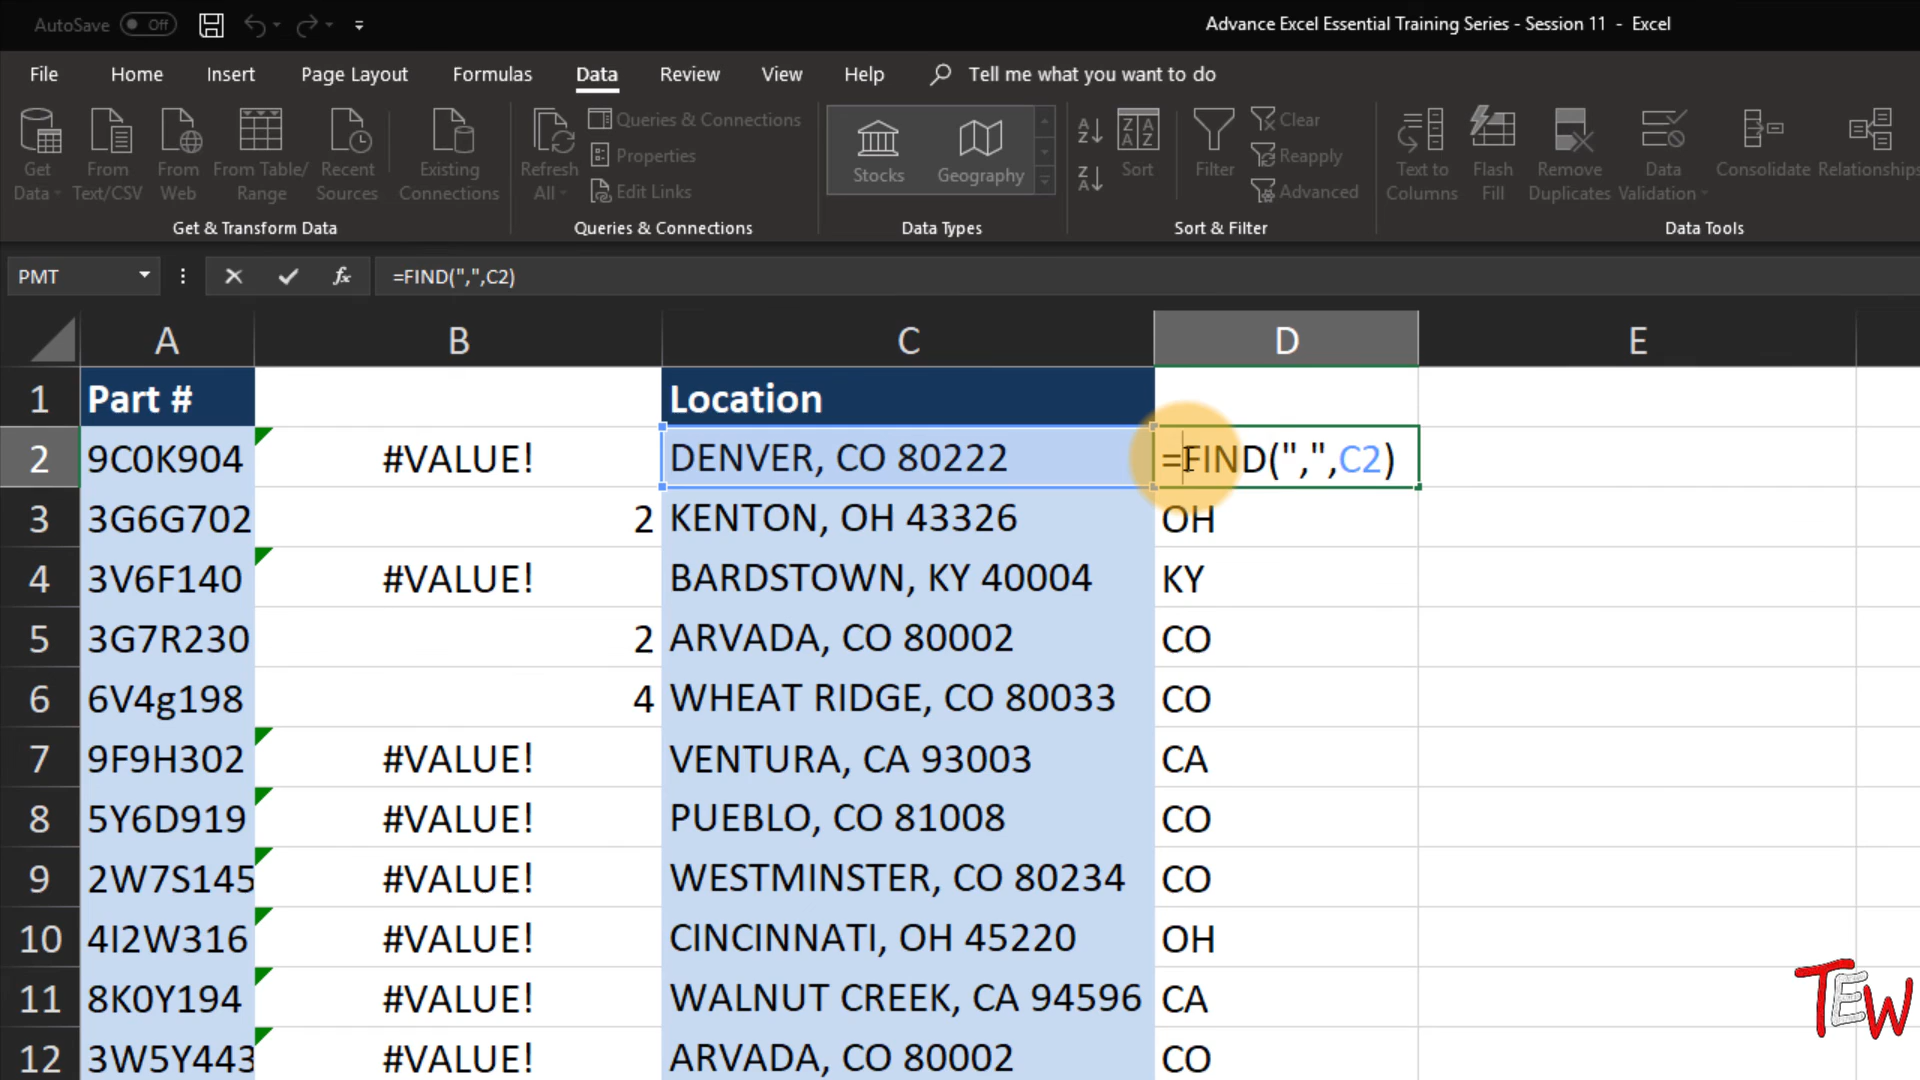 AutoSave Off
Advance Excel Essential Training Series - Session 11 - Excel
File Home Insert Page Layout Formulas Data Review View Help Tell me what you want to do
Get Data
From Text/CSV
From Web
From Table/ Range
Recent Sources
Existing Connections
Get & Transform Data
Refresh All
Queries & Connections
Properties
Edit Links
Queries & Connections
Stocks
Geography
Data Types
Sort
Filter
Clear
Reapply
Advanced
Sort & Filter
Text to Columns
Flash Fill
Remove Duplicates
Data Validation
Consolidate
Relationships
Data Tools
PMT fx =FIND(",",C2)
A B C D E
1 Part # Location
2 9C0K904 #VALUE! DENVER, CO 80222 =FIND(",",C2)
3 3G6G702 2 KENTON, OH 43326 OH
4 3V6F140 #VALUE! BARDSTOWN, KY 40004 KY
5 3G7R230 2 ARVADA, CO 80002 CO
6 6V4g198 4 WHEAT RIDGE, CO 80033 CO
7 9F9H302 #VALUE! VENTURA, CA 93003 CA
8 5Y6D919 #VALUE! PUEBLO, CO 81008 CO
9 2W7S145 #VALUE! WESTMINSTER, CO 80234 CO
10 4I2W316 #VALUE! CINCINNATI, OH 45220 OH
11 8K0Y194 #VALUE! WALNUT CREEK, CA 94596 CA
12 3W5Y443 #VALUE! ARVADA, CO 80002 CO
TEW